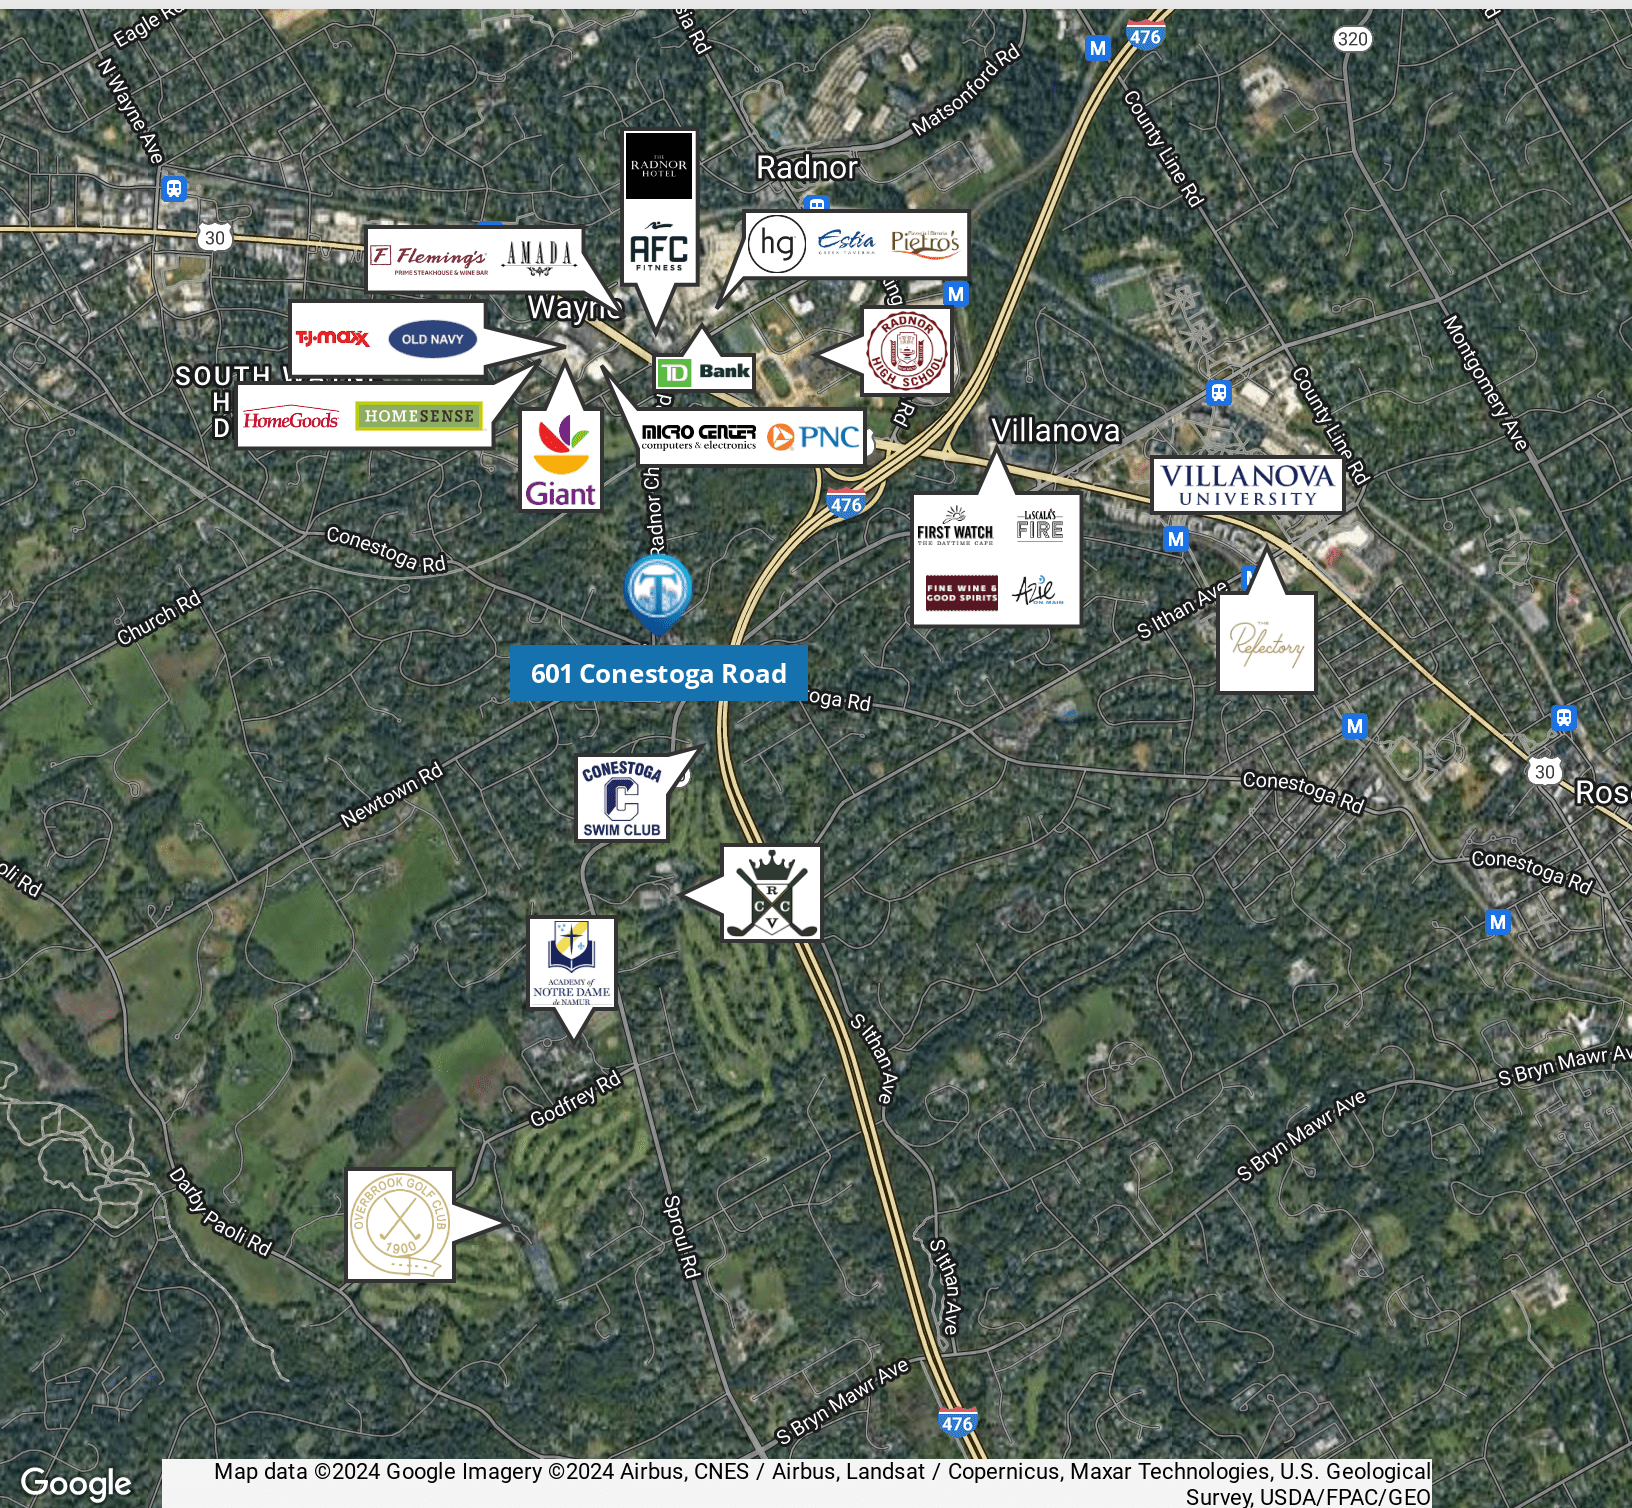 Eagle Rd
N Wayne Ave
Matsonford Rd
476
M
320
County Line Rd
THE
RADNOR
HOTEL
Radnor
30
Fleming's
PRIME STEAKHOUSE & WINE BAR
AMADA
AFC
FITNESS
hg
Estia
GREEK TAVERNA
Pietro's
M
Wayne
T·J·maxx
OLD NAVY
TD Bank
RADNOR
HIGH SCHOOL
Montgomery Ave
SOUTH WAYNE
H
D
HomeGoods
HOMESENSE
Giant
MICRO CENTER
computers & electronics
PNC
Rd
Villanova
County Line Rd
VILLANOVA
UNIVERSITY
476
FIRST WATCH
THE DAYTIME CAFE
LASCALA'S
FIRE
FINE WINE &
GOOD SPIRITS
Azie
ON MAIN
M
Conestoga Rd
Radnor Ch
Church Rd
S Ithan Ave
T
THE
Refectory
601 Conestoga Road
oga Rd
M
Newtown Rd
CONESTOGA
C
SWIM CLUB
Conestoga Rd
30
Rose
oli Rd
R
C C
V
Conestoga Rd
M
ACADEMY of
NOTRE DAME
de NAMUR
S Ithan Ave
Godfrey Rd
S Bryn Mawr Av
S Bryn Mawr Ave
Darby Paoli Rd
OVERBROOK GOLF CLUB
1900
Sproul Rd
S Ithan Ave
S Bryn Mawr Ave
476
Google
Map data ©2024 Google Imagery ©2024 Airbus, CNES / Airbus, Landsat / Copernicus, Maxar Technologies, U.S. Geological
Survey, USDA/FPAC/GEO